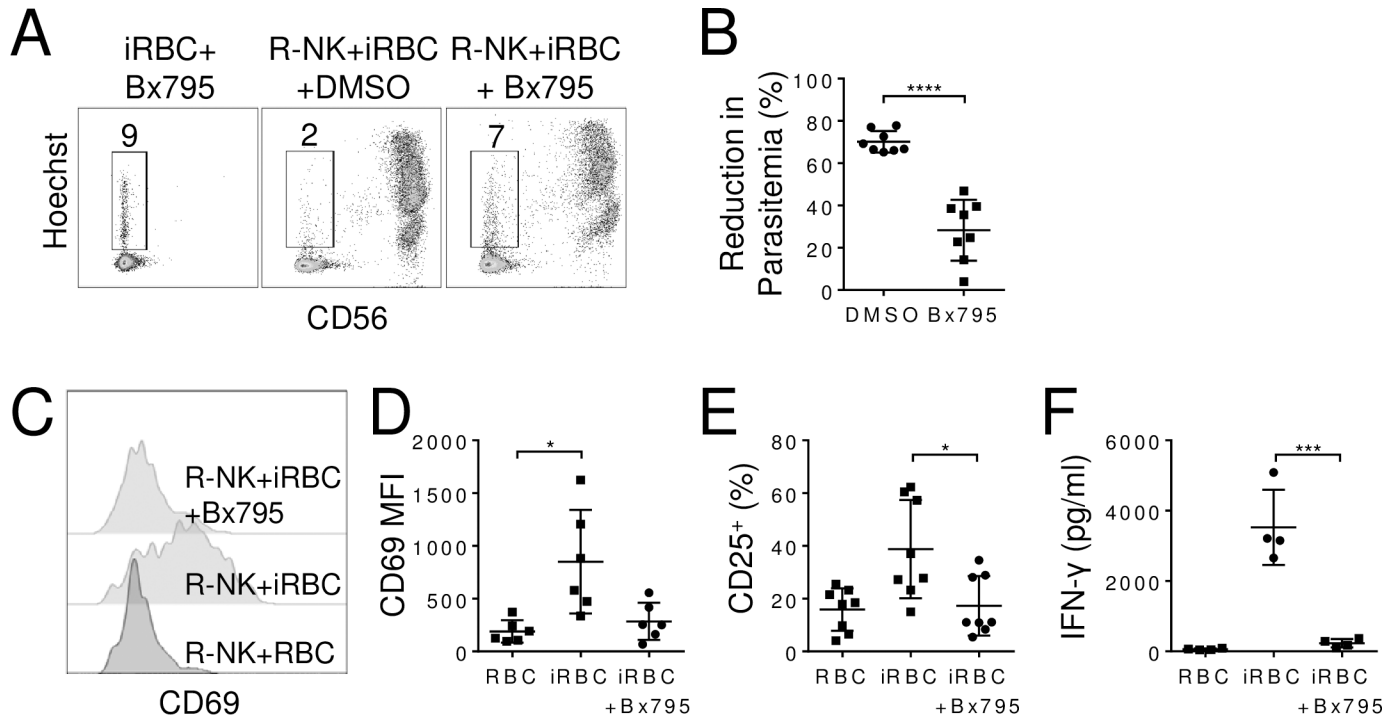 A
iRBC+
Bx795
R-NK+iRBC
+DMSO
R-NK+iRBC
+ Bx795
9
2
7
Hoechst
CD56
B
Reduction in
Parasitemia (%)
100
80
60
40
20
0
****
DMSO Bx795
C
R-NK+iRBC
+Bx795
R-NK+iRBC
R-NK+RBC
CD69
D
CD69 MFI
2000
1500
1000
500
0
*
RBC iRBC iRBC
+Bx795
E
CD25+ (%)
80
60
40
20
0
*
RBC iRBC iRBC
+Bx795
F
IFN-γ (pg/ml)
6000
4000
2000
0
***
RBC iRBC iRBC
+Bx795